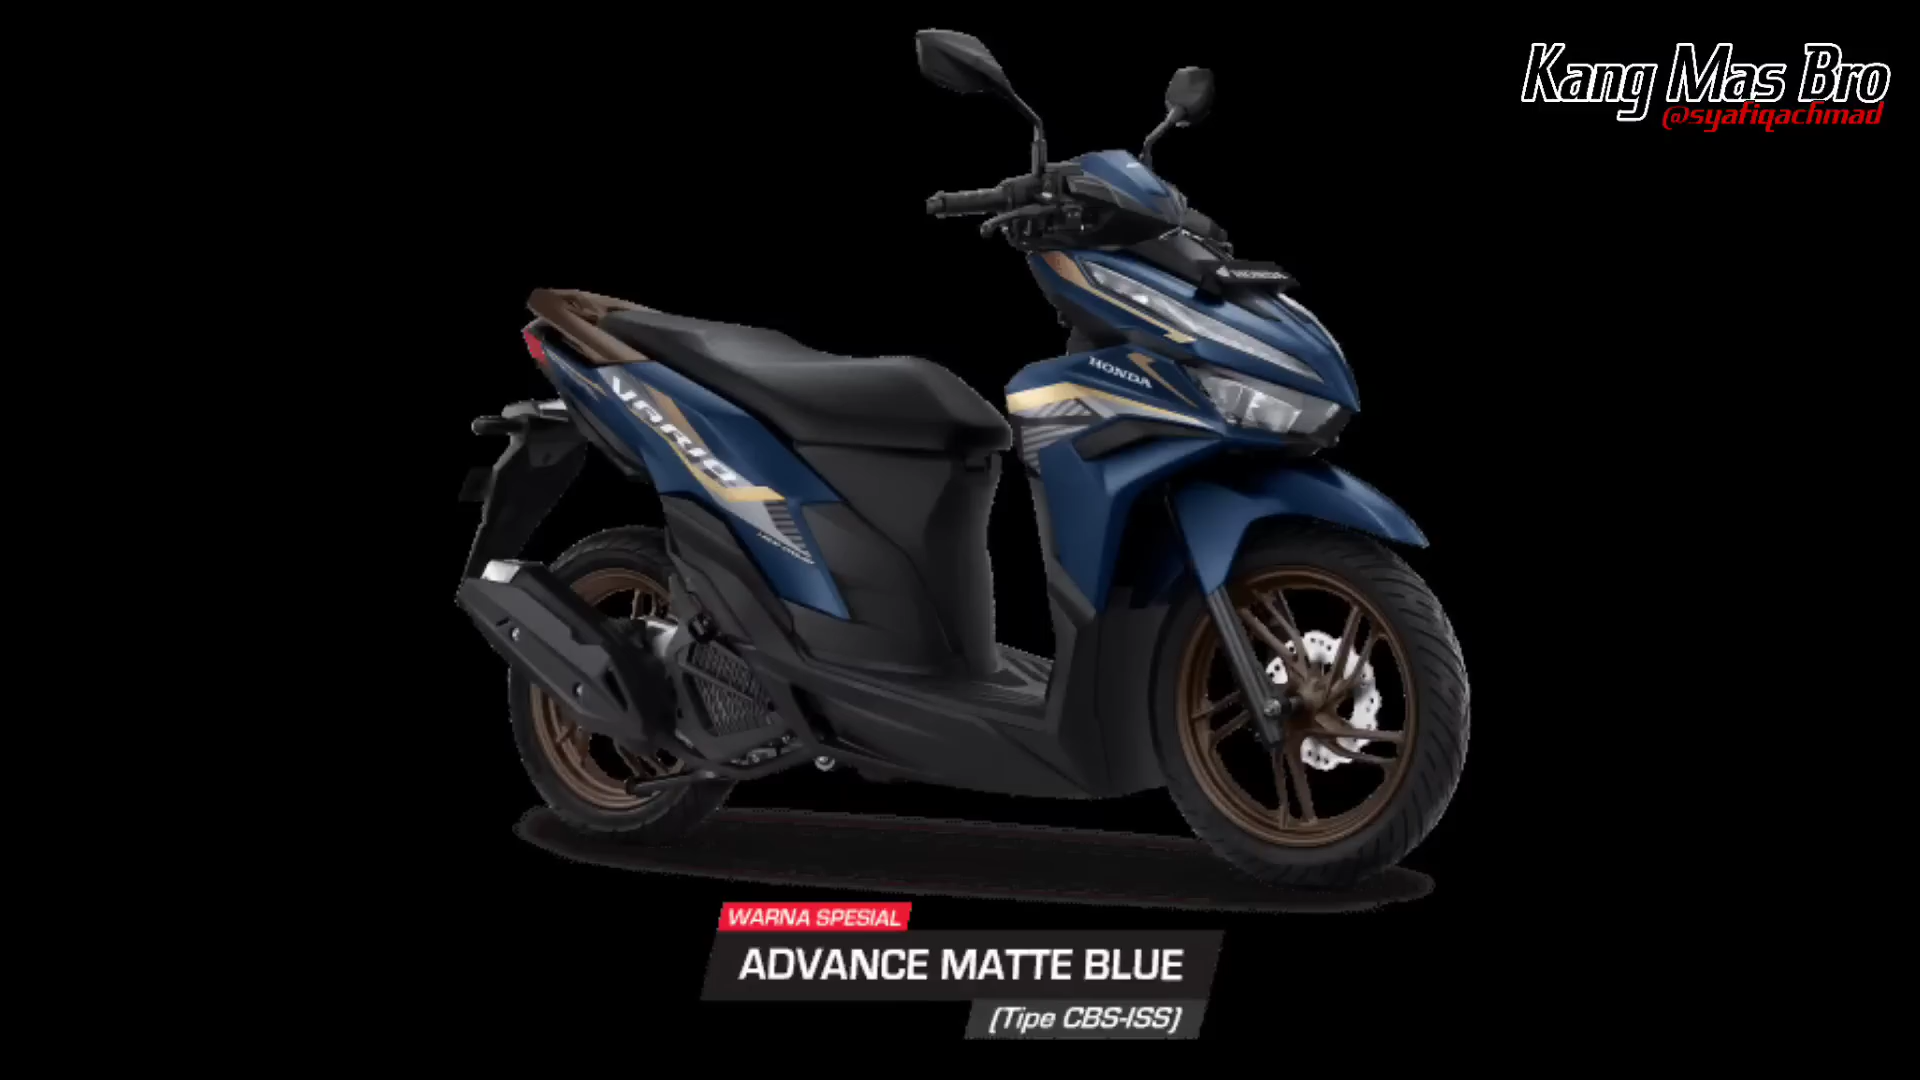 Kang Mas Bro
@syafiqachmad
HONDA
HONDA
VARIO
WARNA SPESIAL
ADVANCE MATTE BLUE
(Tipe CBS-ISS)